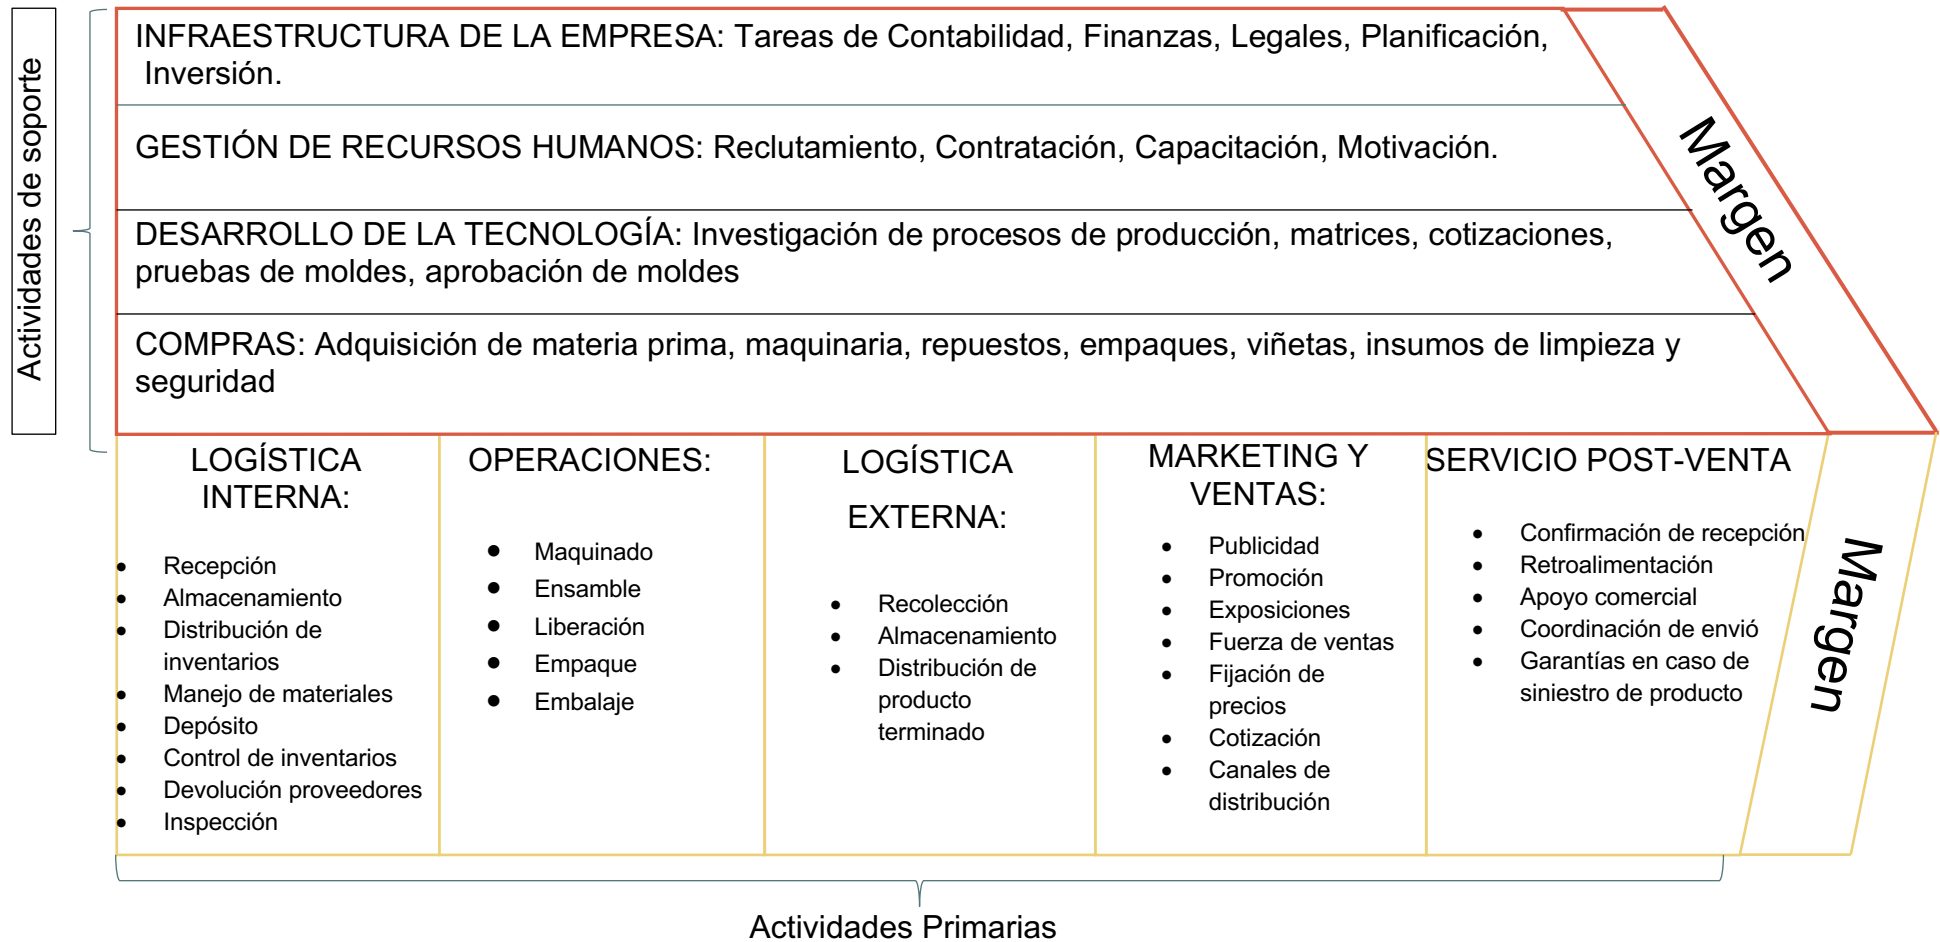 Actividades de soporte
INFRAESTRUCTURA DE LA EMPRESA: Tareas de Contabilidad, Finanzas, Legales, Planificación,
Inversión.
GESTIÓN DE RECURSOS HUMANOS: Reclutamiento, Contratación, Capacitación, Motivación.
DESARROLLO DE LA TECNOLOGÍA: Investigación de procesos de producción, matrices, cotizaciones,
pruebas de moldes, aprobación de moldes
COMPRAS: Adquisición de materia prima, maquinaria, repuestos, empaques, viñetas, insumos de limpieza y
seguridad
Margen
LOGÍSTICA
INTERNA:
• Recepción
• Almacenamiento
• Distribución de
inventarios
• Manejo de materiales
• Depósito
• Control de inventarios
• Devolución proveedores
• Inspección
OPERACIONES:
• Maquinado
• Ensamble
• Liberación
• Empaque
• Embalaje
LOGÍSTICA
EXTERNA:
• Recolección
• Almacenamiento
• Distribución de
producto
terminado
MARKETING Y
VENTAS:
• Publicidad
• Promoción
• Exposiciones
• Fuerza de ventas
• Fijación de
precios
• Cotización
• Canales de
distribución
SERVICIO POST-VENTA
• Confirmación de recepción
• Retroalimentación
• Apoyo comercial
• Coordinación de envió
• Garantías en caso de
siniestro de producto
Margen
Actividades Primarias